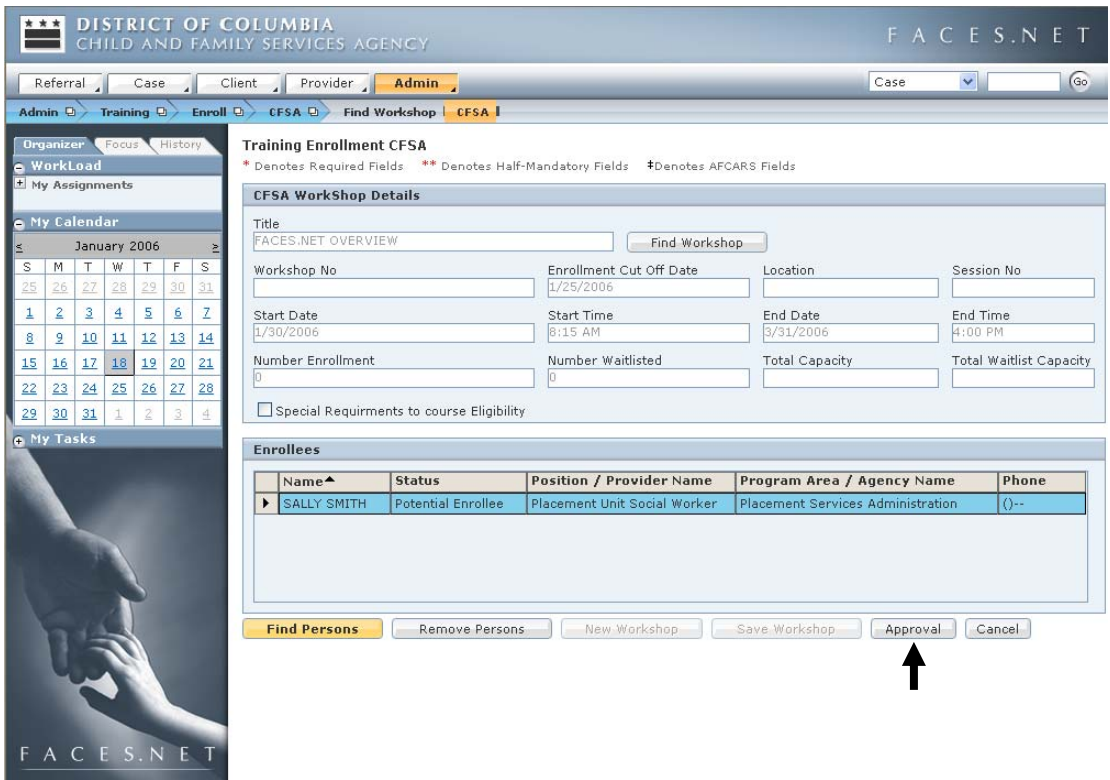 DISTRICT OF COLUMBIA
CHILD AND FAMILY SERVICES AGENCY
FACES.NET
Referral Case Client Provider Admin Case Go
Admin Training Enroll CFSA Find Workshop CFSA
Organizer Focus History
WorkLoad
My Assignments
My Calendar
< January 2006 >
S M T W T F S
25 26 27 28 29 30 31
1 2 3 4 5 6 7
8 9 10 11 12 13 14
15 16 17 18 19 20 21
22 23 24 25 26 27 28
29 30 31 1 2 3 4
My Tasks
FACES.NET
Training Enrollment CFSA
* Denotes Required Fields ** Denotes Half-Mandatory Fields ‡Denotes AFCARS Fields
CFSA WorkShop Details
Title
FACES.NET OVERVIEW Find Workshop
Workshop No Enrollment Cut Off Date Location Session No
1/25/2006
Start Date Start Time End Date End Time
1/30/2006 8:15 AM 3/31/2006 4:00 PM
Number Enrollment Number Waitlisted Total Capacity Total Waitlist Capacity
0 0
Special Requirments to course Eligibility
Enrollees
Name Status Position / Provider Name Program Area / Agency Name Phone
SALLY SMITH Potential Enrollee Placement Unit Social Worker Placement Services Administration ()--
Find Persons Remove Persons New Workshop Save Workshop Approval Cancel